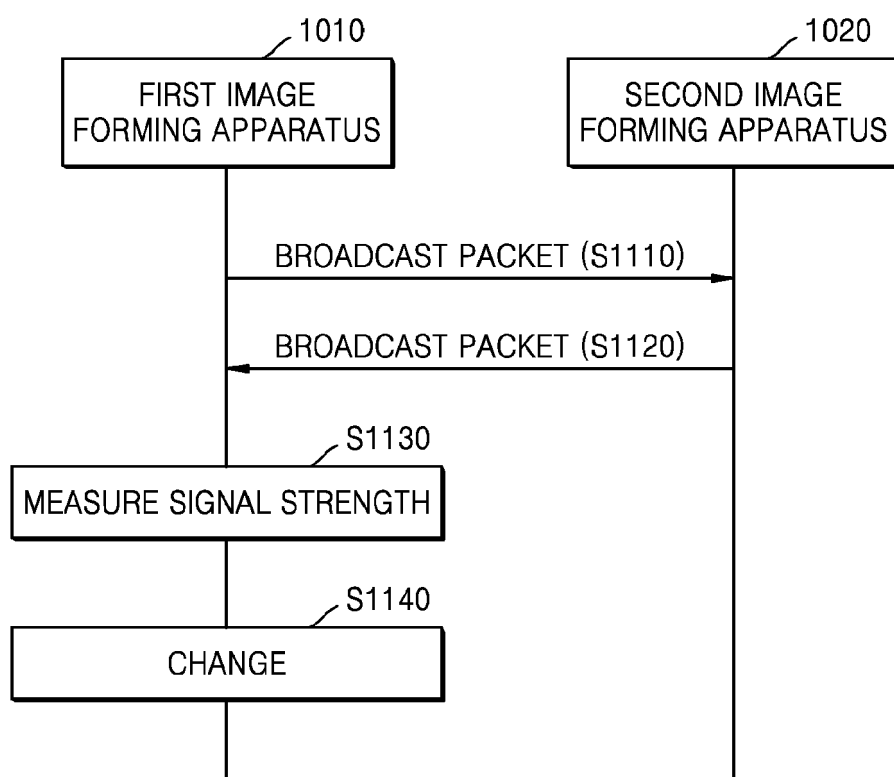 1010
1020
FIRST IMAGE
FORMING APPARATUS
SECOND IMAGE
FORMING APPARATUS
BROADCAST PACKET (S1110)
BROADCAST PACKET (S1120)
S1130
MEASURE SIGNAL STRENGTH
S1140
CHANGE